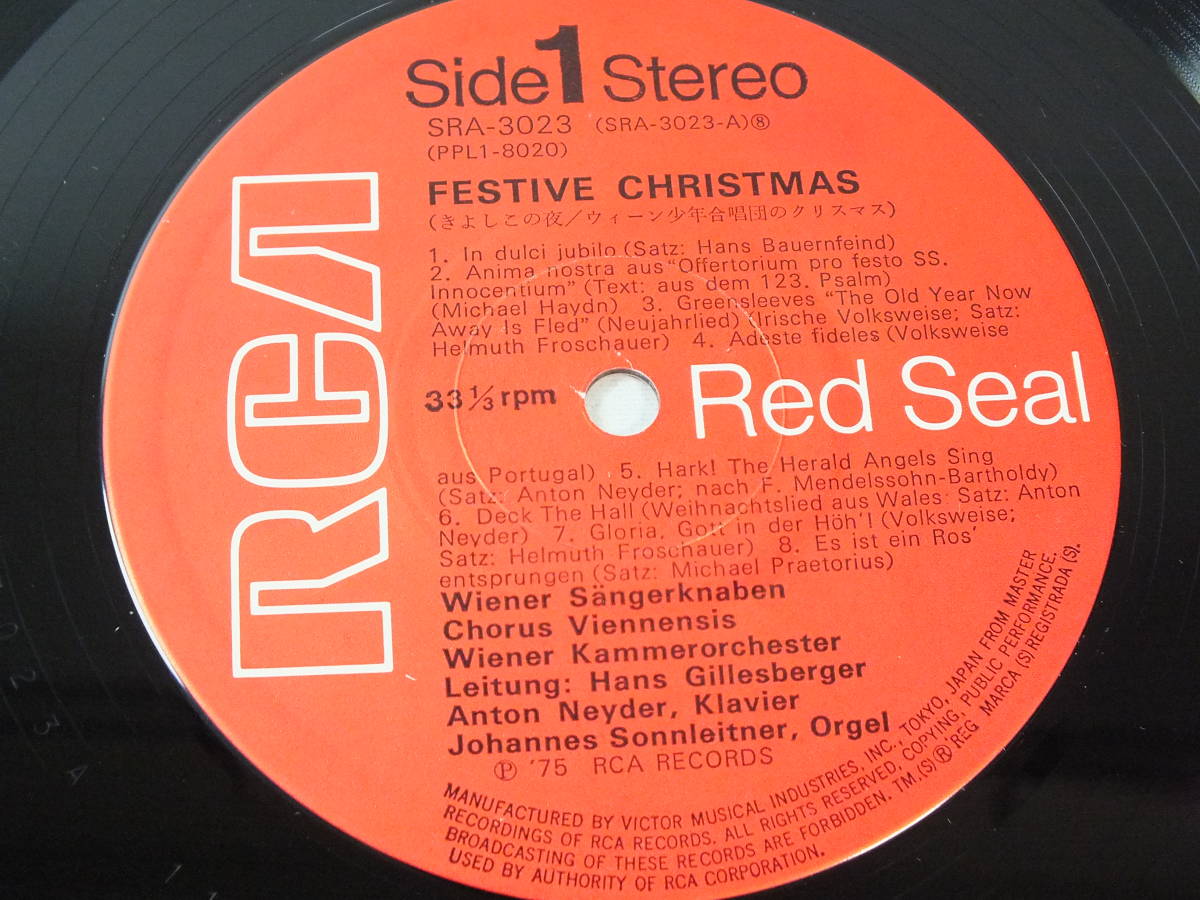 Side 1 Stereo
SRA-3023 (SRA-3023-A)⑧
(PPL1-8020)
FESTIVE CHRISTMAS
(きよしこの夜／ウィーン少年合唱団のクリスマス)
1. In dulci jubilo (Satz: Hans Bauernfeind)
2. Anima nostra aus "Offertorium pro festo SS.
Innocentium" (Text: aus dem 123. Psalm)
(Michael Haydn) 3. Greensleeves "The Old Year Now
Away Is Fled" (Neujahrlied) (Irische Volksweise; Satz:
Helmuth Froschauer) 4. Adeste fideles (Volksweise
RCA
33 1/3 rpm
Red Seal
aus Portugal) 5. Hark! The Herald Angels Sing
(Satz: Anton Neyder; nach F. Mendelssohn-Bartholdy)
6. Deck The Hall (Weihnachtslied aus Wales: Satz: Anton
Neyder) 7. Gloria, Gott in der Höh'! (Volksweise;
Satz: Helmuth Froschauer) 8. Es ist ein Ros'
entsprungen (Satz: Michael Praetorius)
Wiener Sängerknaben
Chorus Viennensis
Wiener Kammerorchester
Leitung: Hans Gillesberger
Anton Neyder, Klavier
Johannes Sonnleitner, Orgel
Ⓟ '75 RCA RECORDS
MANUFACTURED BY VICTOR MUSICAL INDUSTRIES, INC. TOKYO, JAPAN FROM MASTER
RECORDINGS OF RCA RECORDS. ALL RIGHTS RESERVED, COPYING, PUBLIC PERFORMANCE,
BROADCASTING OF THESE RECORDS ARE FORBIDDEN. TM,(S) ® REG MARCA (S) REGISTRADA (S).
USED BY AUTHORITY OF RCA CORPORATION.